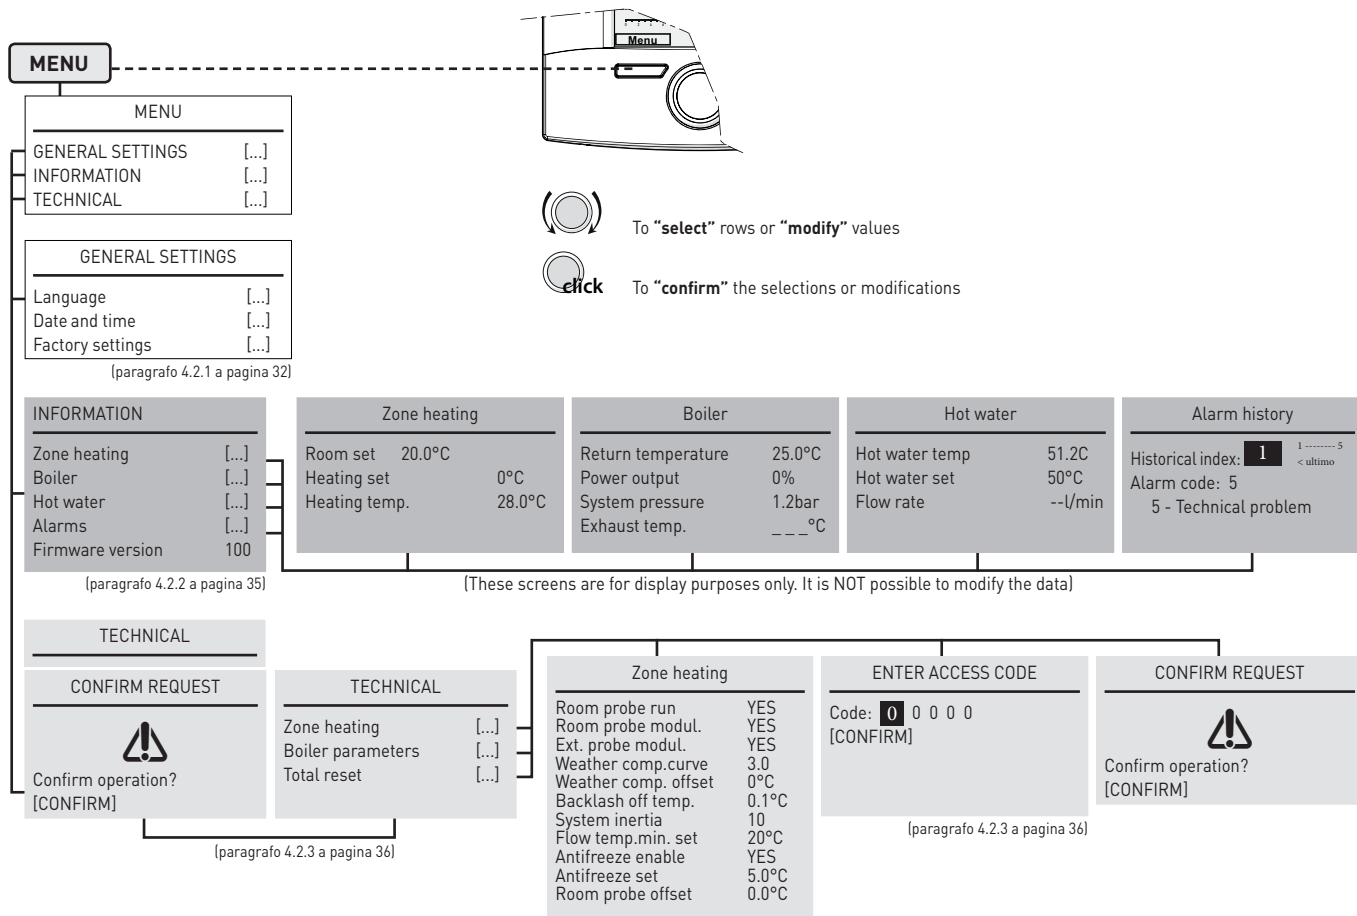 Menu
MENU
MENU
GENERAL SETTINGS [...]
INFORMATION [...]
TECHNICAL [...]
To “select” rows or “modify” values
click To “confirm” the selections or modifications
GENERAL SETTINGS
Language [...]
Date and time [...]
Factory settings [...]
(paragrafo 4.2.1 a pagina 32)
INFORMATION
Zone heating [...]
Boiler [...]
Hot water [...]
Alarms [...]
Firmware version 100
(paragrafo 4.2.2 a pagina 35)
Zone heating
Room set 20.0°C
Heating set 0°C
Heating temp. 28.0°C
Boiler
Return temperature 25.0°C
Power output 0%
System pressure 1.2bar
Exhaust temp. _ _ _°C
Hot water
Hot water temp 51.2C
Hot water set 50°C
Flow rate --l/min
Alarm history
Historical index: 1 1 -------- 5
< ultimo
Alarm code: 5
5 - Technical problem
(These screens are for display purposes only. It is NOT possible to modify the data)
TECHNICAL
CONFIRM REQUEST
Confirm operation?
[CONFIRM]
TECHNICAL
Zone heating [...]
Boiler parameters [...]
Total reset [...]
(paragrafo 4.2.3 a pagina 36)
Zone heating
Room probe run YES
Room probe modul. YES
Ext. probe modul. YES
Weather comp.curve 3.0
Weather comp. offset 0°C
Backlash off temp. 0.1°C
System inertia 10
Flow temp.min. set 20°C
Antifreeze enable YES
Antifreeze set 5.0°C
Room probe offset 0.0°C
ENTER ACCESS CODE
Code: 0 0 0 0 0
[CONFIRM]
(paragrafo 4.2.3 a pagina 36)
CONFIRM REQUEST
Confirm operation?
[CONFIRM]